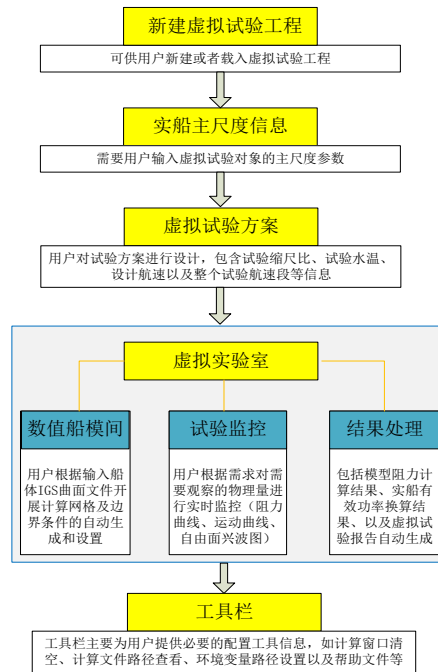 新建虚拟试验工程
可供用户新建或者载入虚拟试验工程
实船主尺度信息
需要用户输入虚拟试验对象的主尺度参数
虚拟试验方案
用户对试验方案进行设计，包含试验缩尺比、试验水温、
设计航速以及整个试验航速段等信息
虚拟实验室
数值船模间
用户根据输入船
体IGS曲面文件开
展计算网格及边
界条件的自动生
成和设置
试验监控
用户根据需求对需
要观察的物理量进
行实时监控（阻力
曲线、运动曲线、
自由面兴波图）
结果处理
包括模型阻力计
算结果、实船有
效功率换算结
果、以及虚拟试
验报告自动生成
工具栏
工具栏主要为用户提供必要的配置工具信息，如计算窗口清
空、计算文件路径查看、环境变量路径设置以及帮助文件等